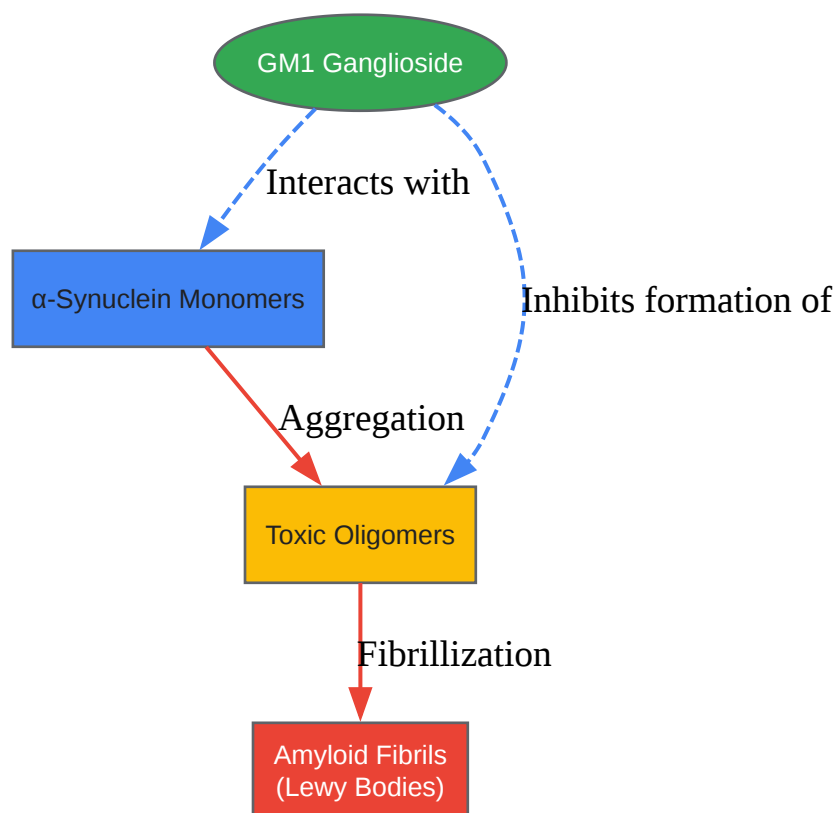 GM1 Ganglioside
Interacts with
α-Synuclein Monomers
Inhibits formation of
Aggregation
Toxic Oligomers
Fibrillization
Amyloid Fibrils
(Lewy Bodies)